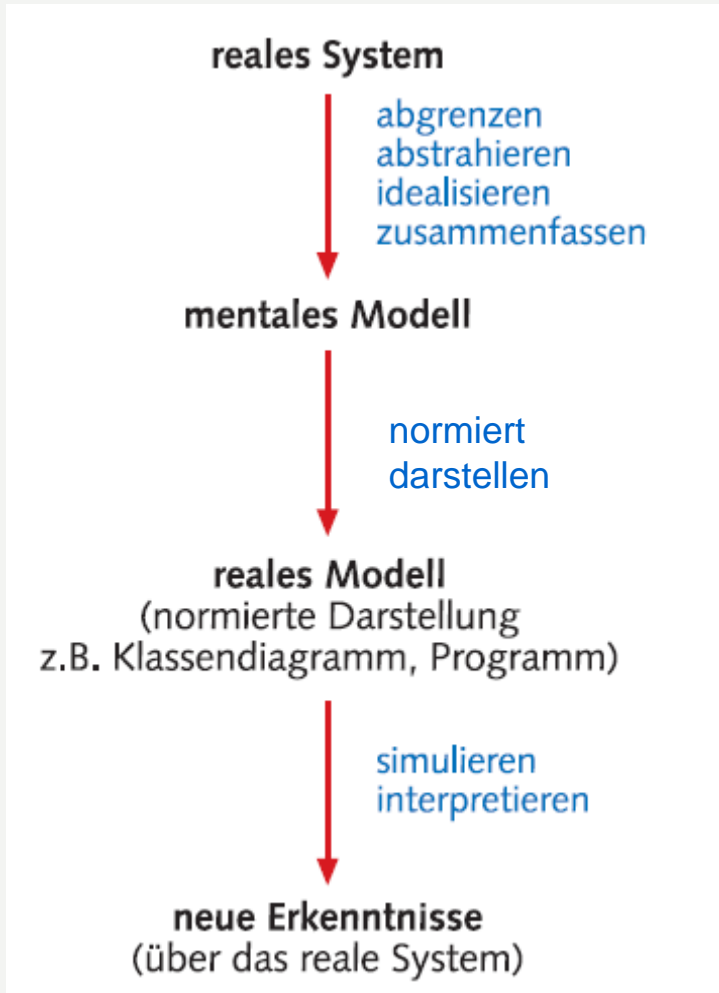 reales System
abgrenzen
abstrahieren
idealisieren
zusammenfassen
mentales Modell
normiert
darstellen
reales Modell
(normierte Darstellung
z.B. Klassendiagramm, Programm)
simulieren
interpretieren
neue Erkenntnisse
(über das reale System)